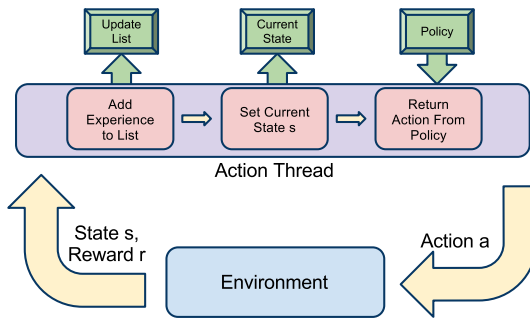 Update
List
Current
State
Policy
Add
Experience
to List
Set Current
State s
Return
Action From
Policy
Action Thread
State s,
Reward r
Action a
Environment